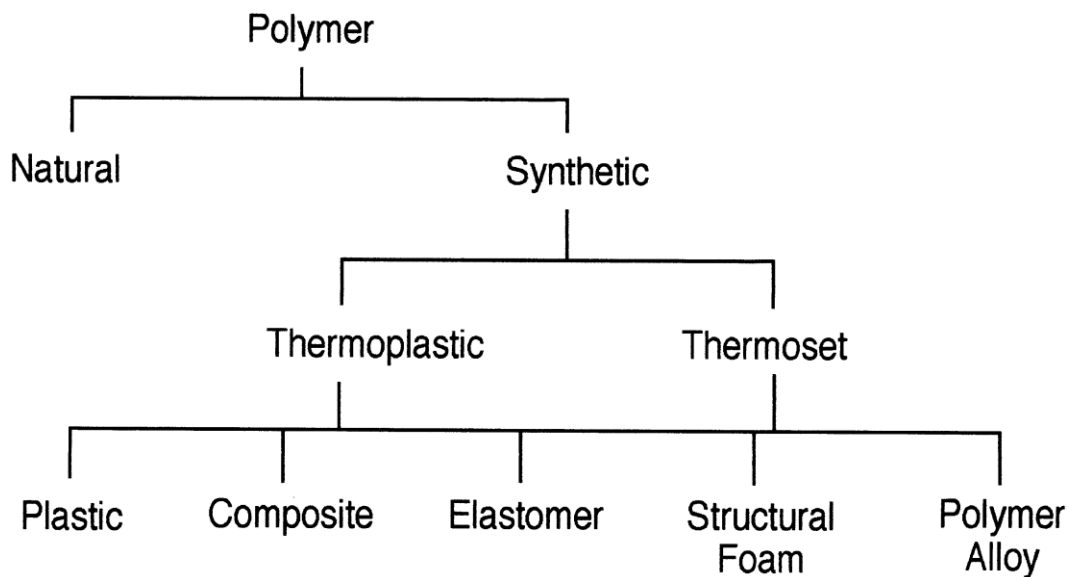 Polymer
Natural
Synthetic
Thermoplastic
Thermoset
Plastic
Composite
Elastomer
Structural
Foam
Polymer
Alloy